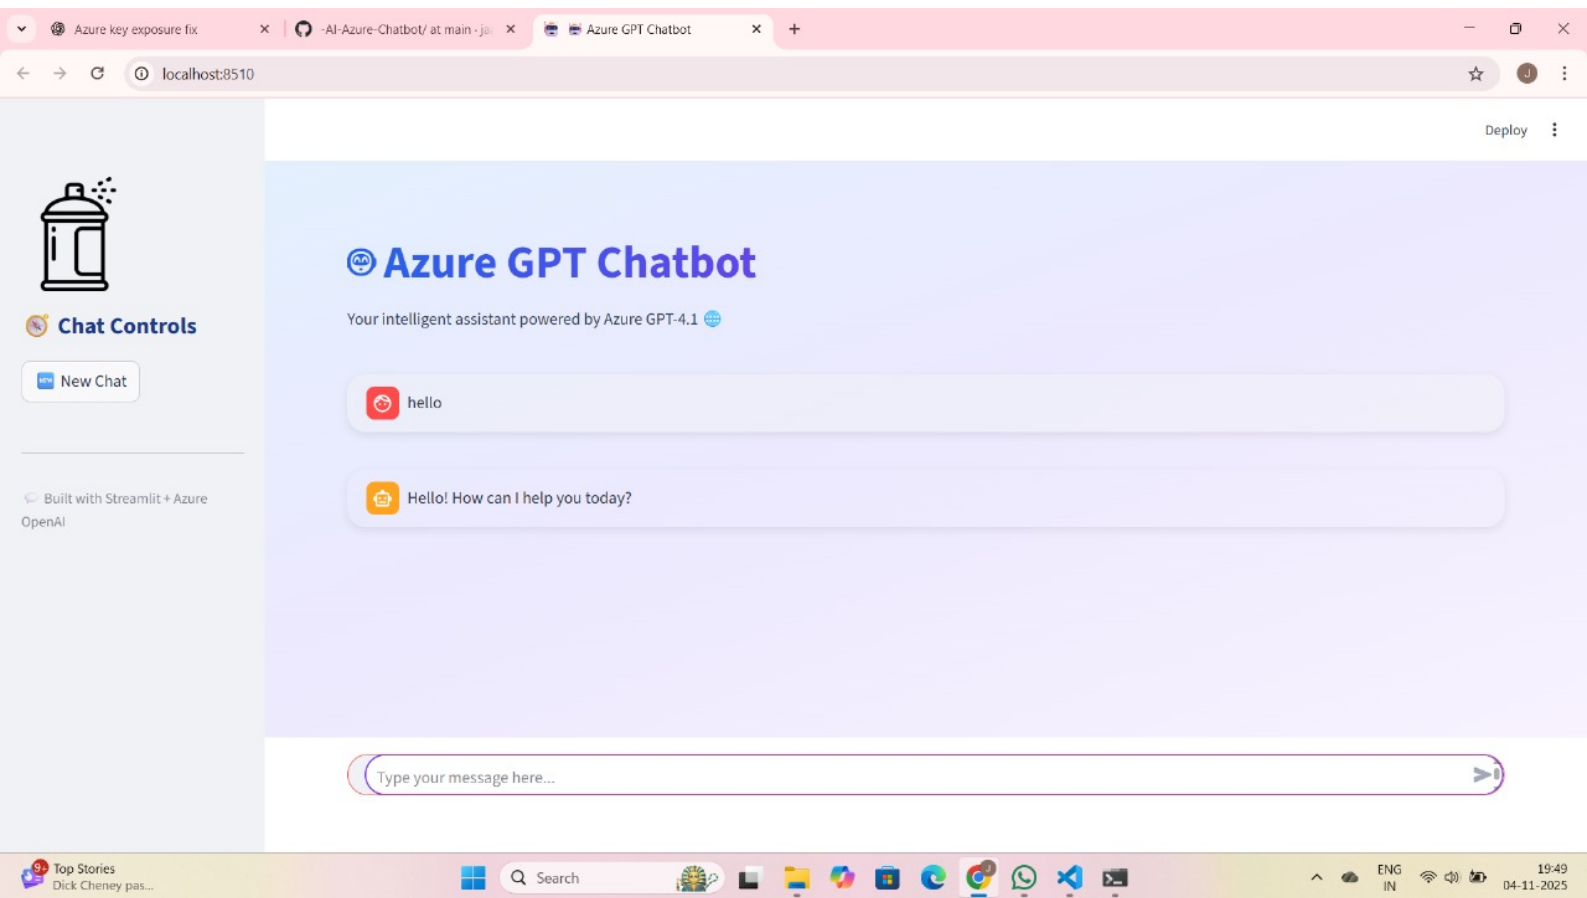 Azure key exposure fix
-AI-Azure-Chatbot/ at main · ja
Azure GPT Chatbot
localhost:8510
J
Deploy
Chat Controls
NEW New Chat
Built with Streamlit + Azure
OpenAI
Azure GPT Chatbot
Your intelligent assistant powered by Azure GPT-4.1
hello
Hello! How can I help you today?
Type your message here...
9+
Top Stories
Dick Cheney pas...
Search
ENG
IN
19:49
04-11-2025